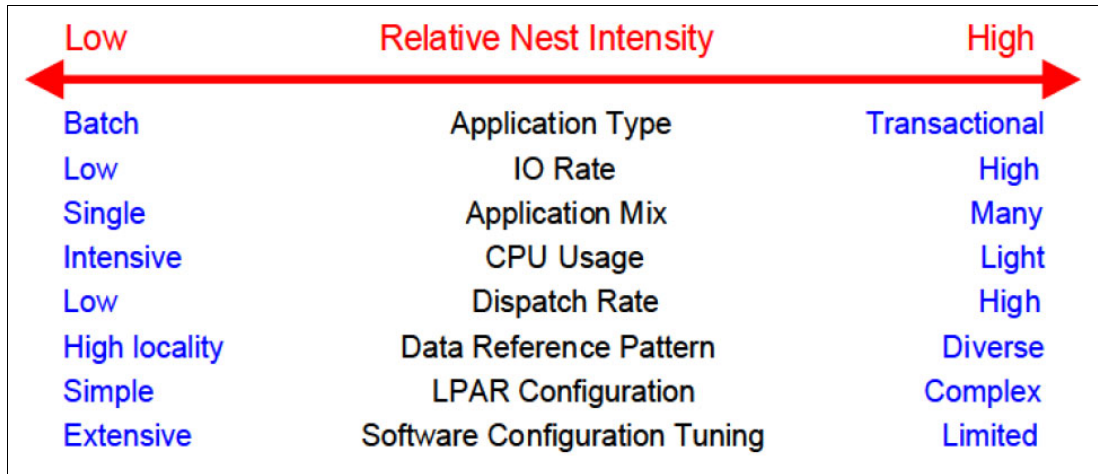 Low Relative Nest Intensity High
Batch Application Type Transactional
Low IO Rate High
Single Application Mix Many
Intensive CPU Usage Light
Low Dispatch Rate High
High locality Data Reference Pattern Diverse
Simple LPAR Configuration Complex
Extensive Software Configuration Tuning Limited